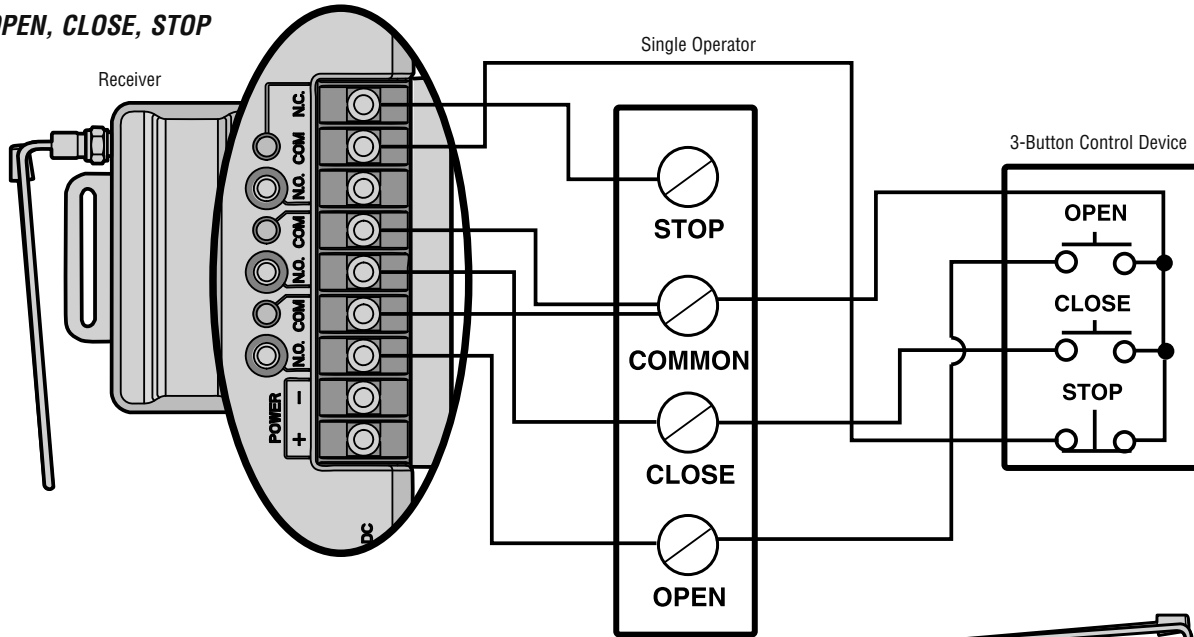 OPEN, CLOSE, STOP
Receiver
Single Operator
3-Button Control Device
N.C.
COM
N.O.
COM
N.O.
COM
N.O.
POWER
-
+
DC
STOP
COMMON
CLOSE
OPEN
OPEN
CLOSE
STOP